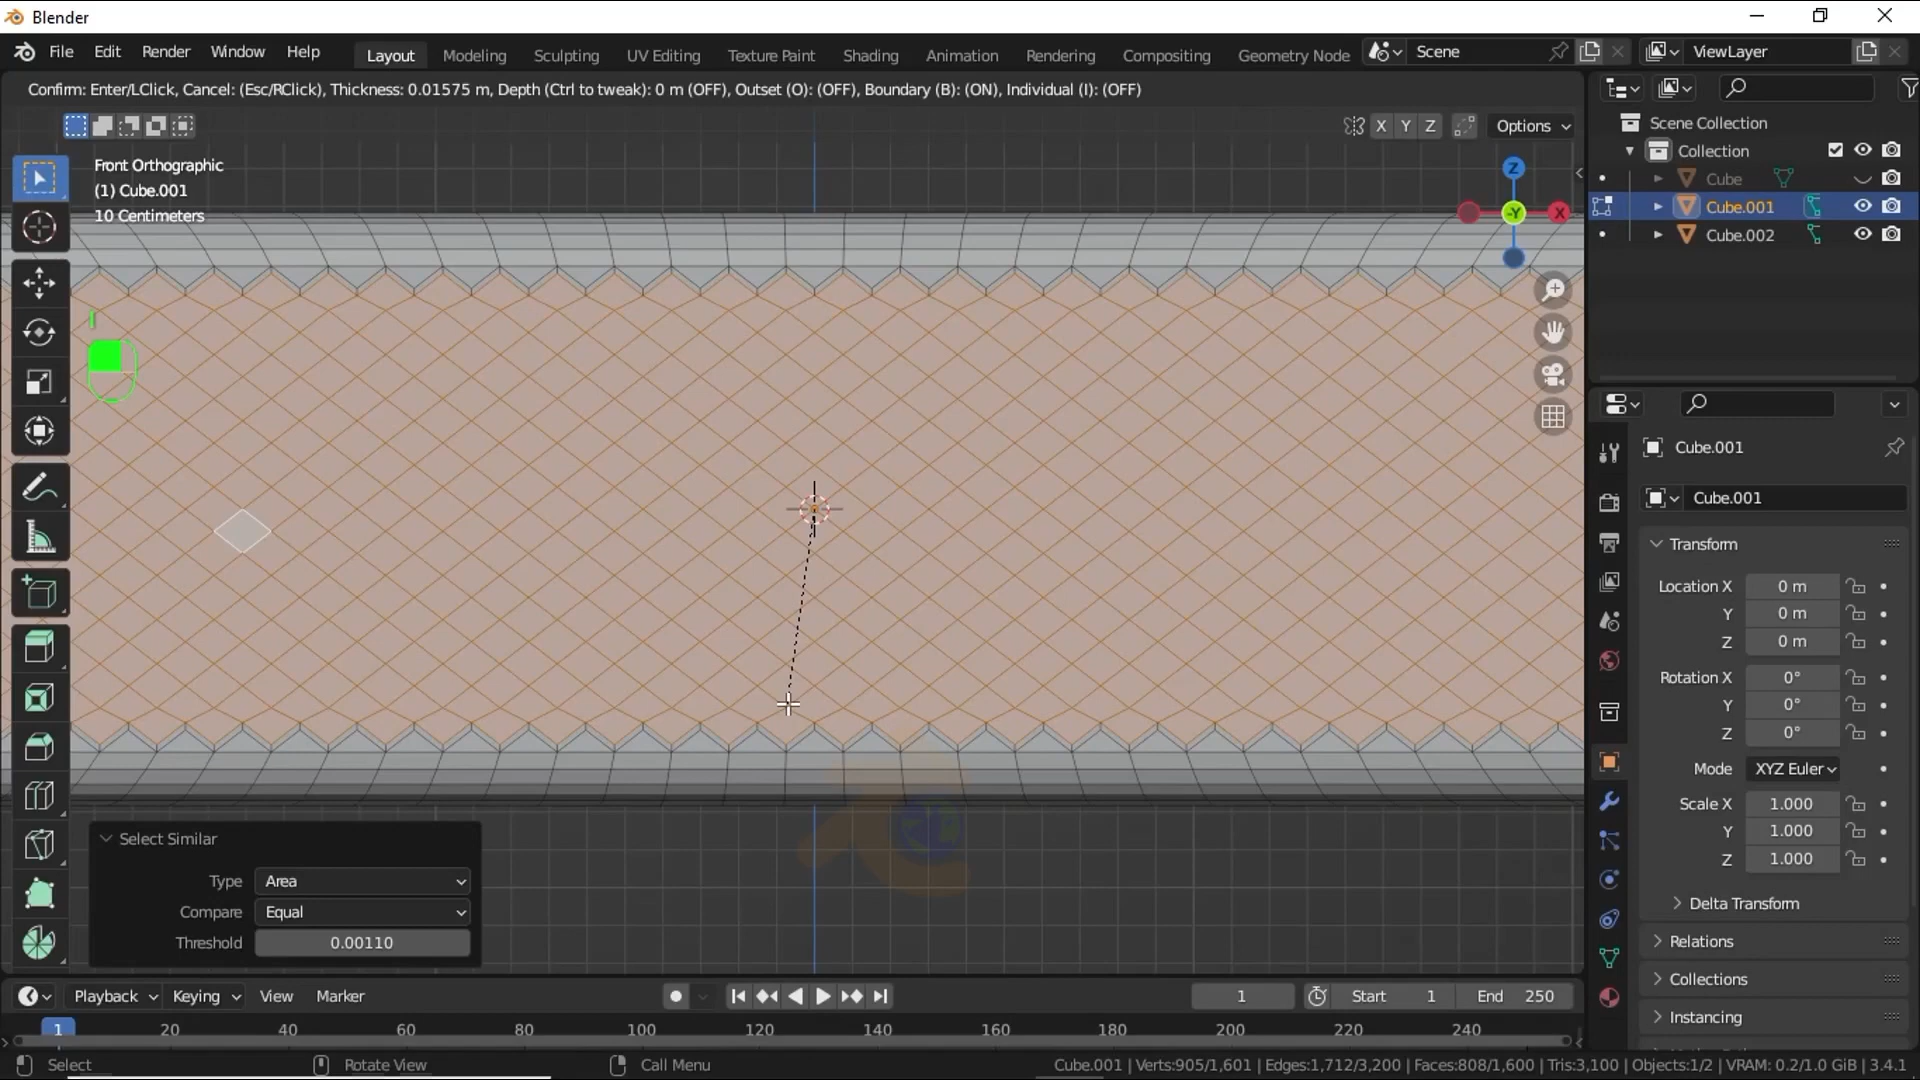 Blender
File Edit Render Window Help Layout Modeling Sculpting UV Editing Texture Paint Shading Animation Rendering Compositing Geometry Node Scene ViewLayer
Confirm: Enter/LClick, Cancel: (Esc/RClick), Thickness: 0.01575 m, Depth (Ctrl to tweak): 0 m (OFF), Outset (O): (OFF), Boundary (B): (ON), Individual (I): (OFF)
X Y Z Options
Front Orthographic
(1) Cube.001
10 Centimeters
Z
-Y X
I
Scene Collection
Collection
Cube
Cube.001
Cube.002
Cube.001
Cube.001
Transform
Location X 0 m
Y 0 m
Z 0 m
Rotation X 0°
Y 0°
Z 0°
Mode XYZ Euler
Scale X 1.000
Y 1.000
Z 1.000
Delta Transform
Relations
Collections
Instancing
Select Similar
Type Area
Compare Equal
Threshold 0.00110
Playback Keying View Marker 1 Start 1 End 250
1 20 40 60 80 100 120 140 160 180 200 220 240
Select Rotate View Call Menu Cube.001 | Verts:905/1,601 | Edges:1,712/3,200 | Faces:808/1,600 | Tris:3,100 | Objects:1/2 | VRAM: 0.2/1.0 GiB | 3.4.1